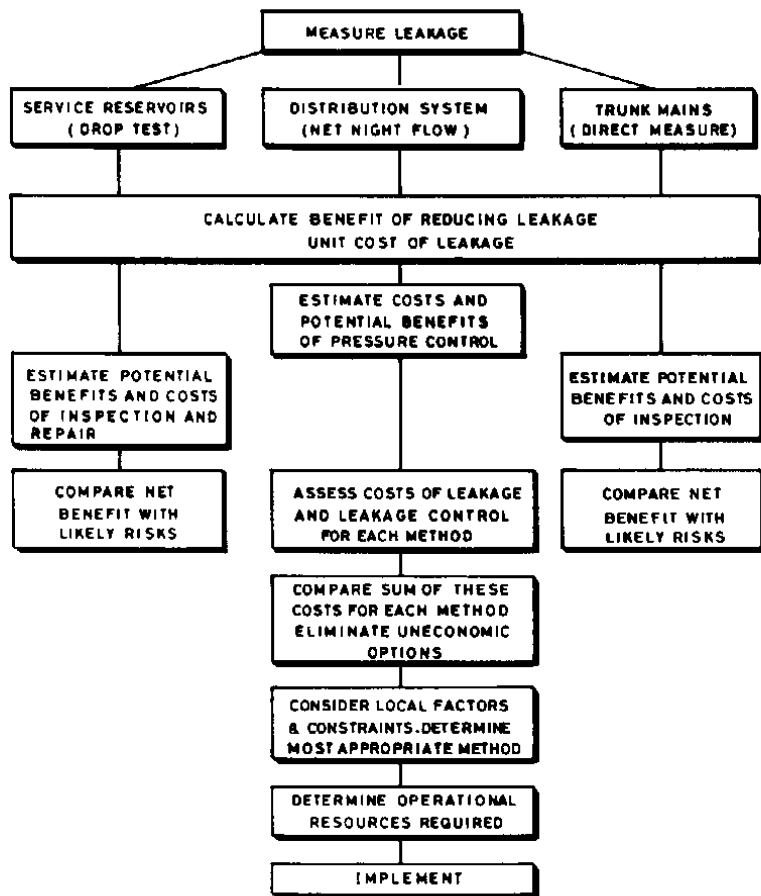 MEASURE LEAKAGE
SERVICE RESERVOIRS
(DROP TEST)
DISTRIBUTION SYSTEM
(NET NIGHT FLOW)
TRUNK MAINS
(DIRECT MEASURE)
CALCULATE BENEFIT OF REDUCING LEAKAGE
UNIT COST OF LEAKAGE
ESTIMATE COSTS AND
POTENTIAL BENEFITS
OF PRESSURE CONTROL
ESTIMATE POTENTIAL
BENEFITS AND COSTS
OF INSPECTION AND
REPAIR
ESTIMATE POTENTIAL
BENEFITS AND COSTS
OF INSPECTION
COMPARE NET
BENEFIT WITH
LIKELY RISKS
ASSESS COSTS OF LEAKAGE
AND LEAKAGE CONTROL
FOR EACH METHOD
COMPARE NET
BENEFIT WITH
LIKELY RISKS
COMPARE SUM OF THESE
COSTS FOR EACH METHOD
ELIMINATE UNECONOMIC
OPTIONS
CONSIDER LOCAL FACTORS
& CONSTRAINTS.DETERMINE
MOST APPROPRIATE METHOD
DETERMINE OPERATIONAL
RESOURCES REQUIRED
IMPLEMENT